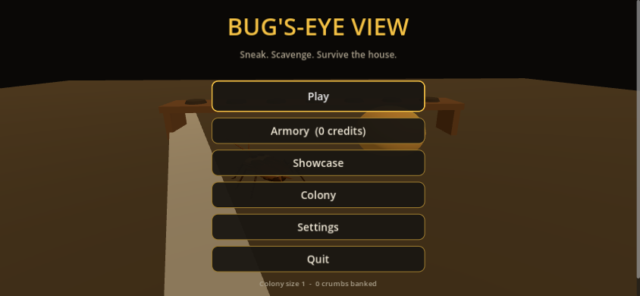 BUG'S-EYE VIEW
Sneak. Scavenge. Survive the house.
Play
Armory (0 credits)
Showcase
Colony
Settings
Quit
Colony size 1 - 0 crumbs banked